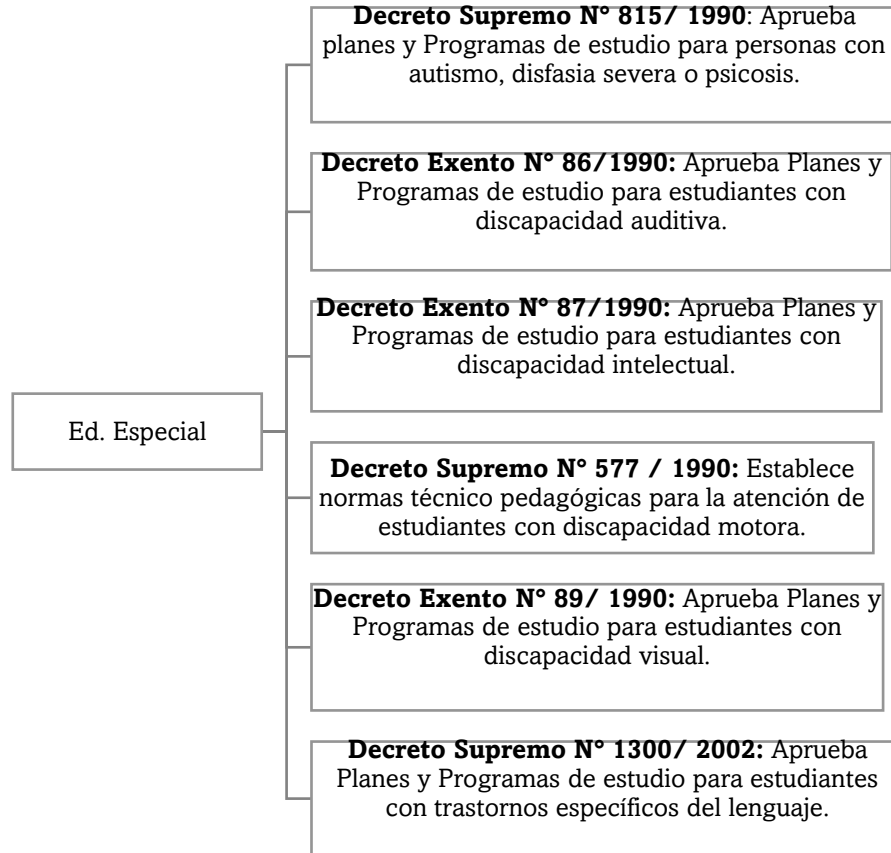 Decreto Supremo N° 815/ 1990: Aprueba
planes y Programas de estudio para personas con
autismo, disfasia severa o psicosis.
Decreto Exento N° 86/1990: Aprueba Planes y
Programas de estudio para estudiantes con
discapacidad auditiva.
Decreto Exento N° 87/1990: Aprueba Planes y
Programas de estudio para estudiantes con
discapacidad intelectual.
Ed. Especial
Decreto Supremo N° 577 / 1990: Establece
normas técnico pedagógicas para la atención de
estudiantes con discapacidad motora.
Decreto Exento N° 89/ 1990: Aprueba Planes y
Programas de estudio para estudiantes con
discapacidad visual.
Decreto Supremo N° 1300/ 2002: Aprueba
Planes y Programas de estudio para estudiantes
con trastornos específicos del lenguaje.